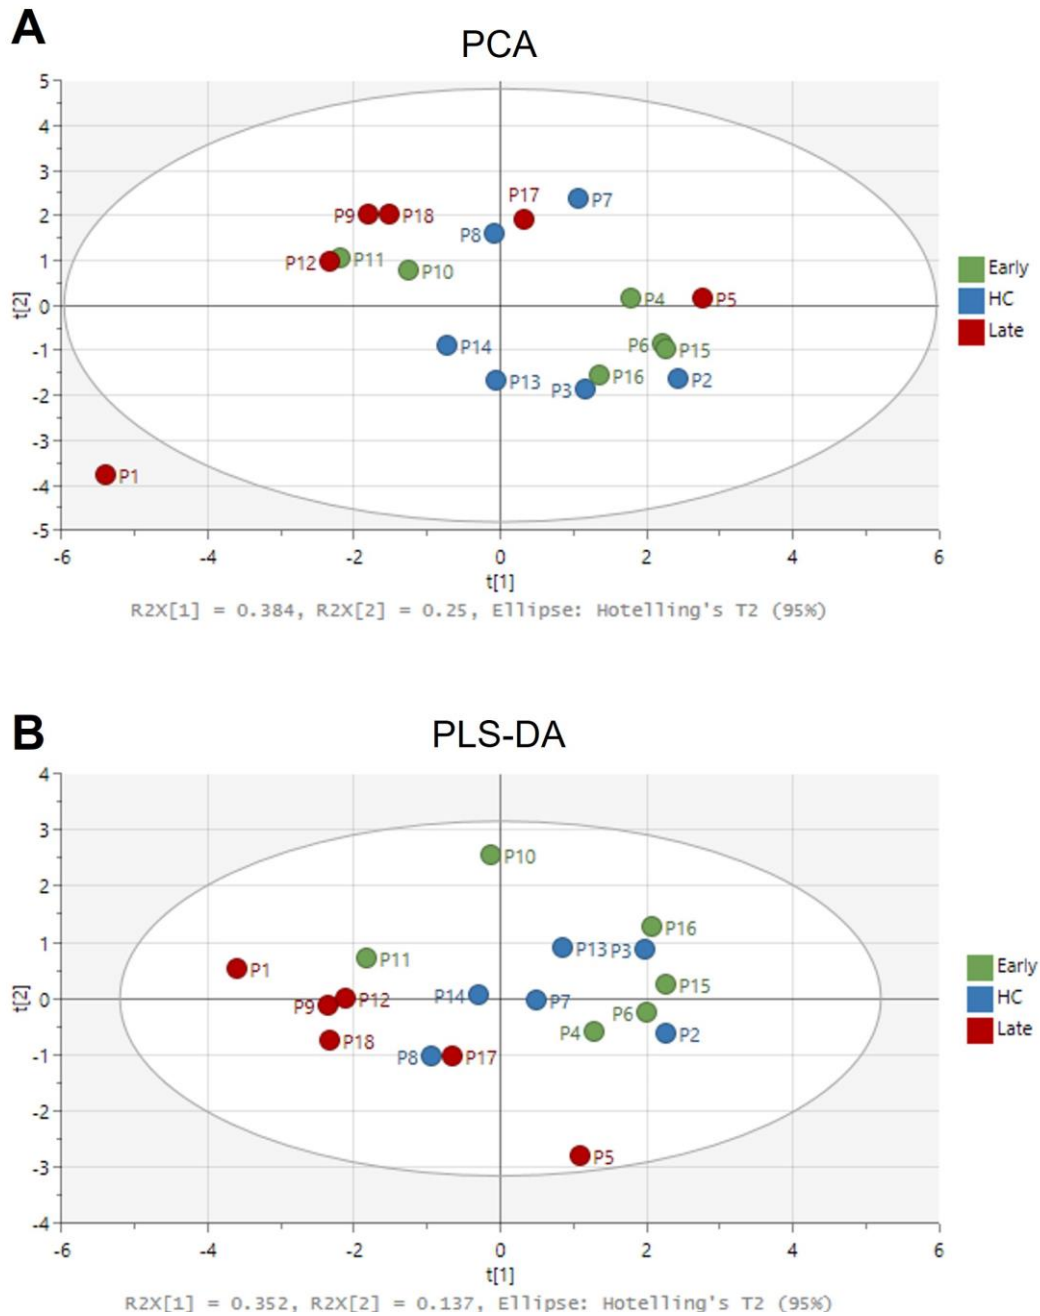 A
PCA
5
4
3
2
1
0
-1
-2
-3
-4
-5
t[2]
P17
P7
P9
P18
P8
P12
P11
P10
P4
P5
P14
P6
P15
P13
P3
P16
P2
P1
Early
HC
Late
-6
-4
-2
0
2
4
6
t[1]
R2X[1] = 0.384, R2X[2] = 0.25, Ellipse: Hotelling's T2 (95%)
B
PLS-DA
4
3
2
1
0
-1
-2
-3
-4
t[2]
P10
P16
P13
P3
P11
P1
P15
P14
P7
P9
P12
P6
P4
P2
P18
P8
P17
P5
Early
HC
Late
-6
-4
-2
0
2
4
6
t[1]
R2X[1] = 0.352, R2X[2] = 0.137, Ellipse: Hotelling's T2 (95%)